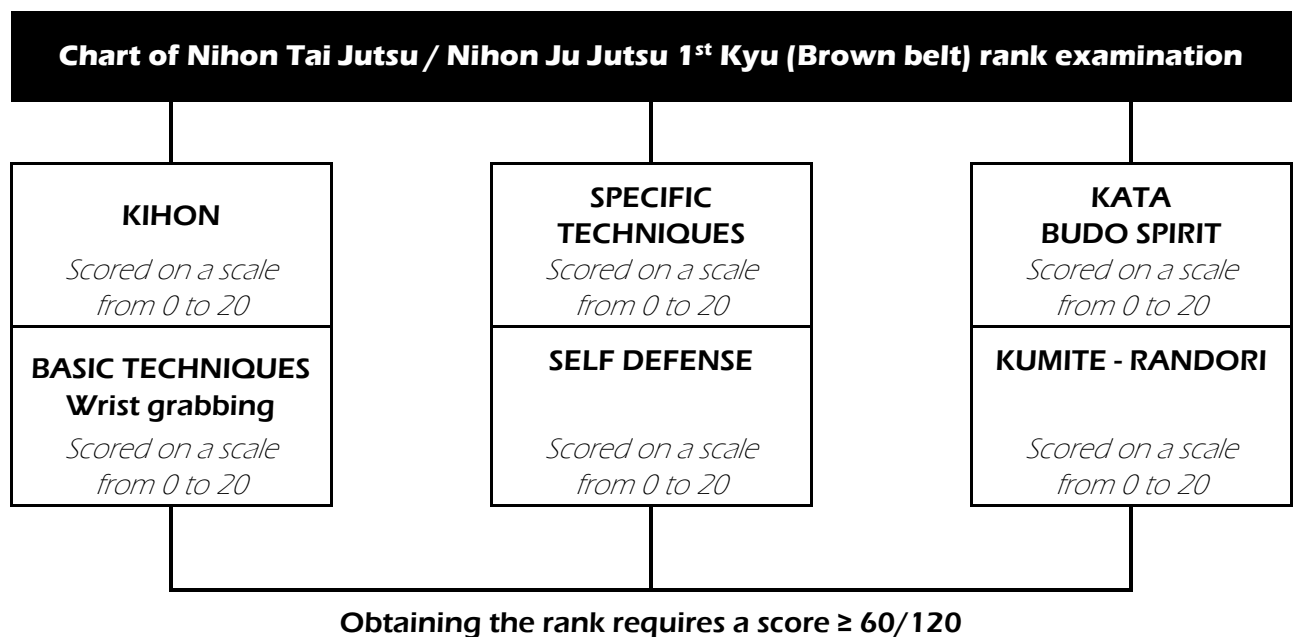 Chart of Nihon Tai Jutsu / Nihon Ju Jutsu 1st Kyu (Brown belt) rank examination
KIHON
Scored on a scale
from 0 to 20
BASIC TECHNIQUES
Wrist grabbing
Scored on a scale
from 0 to 20
SPECIFIC
TECHNIQUES
Scored on a scale
from 0 to 20
SELF DEFENSE
Scored on a scale
from 0 to 20
KATA
BUDO SPIRIT
Scored on a scale
from 0 to 20
KUMITE - RANDORI
Scored on a scale
from 0 to 20
Obtaining the rank requires a score ≥ 60/120